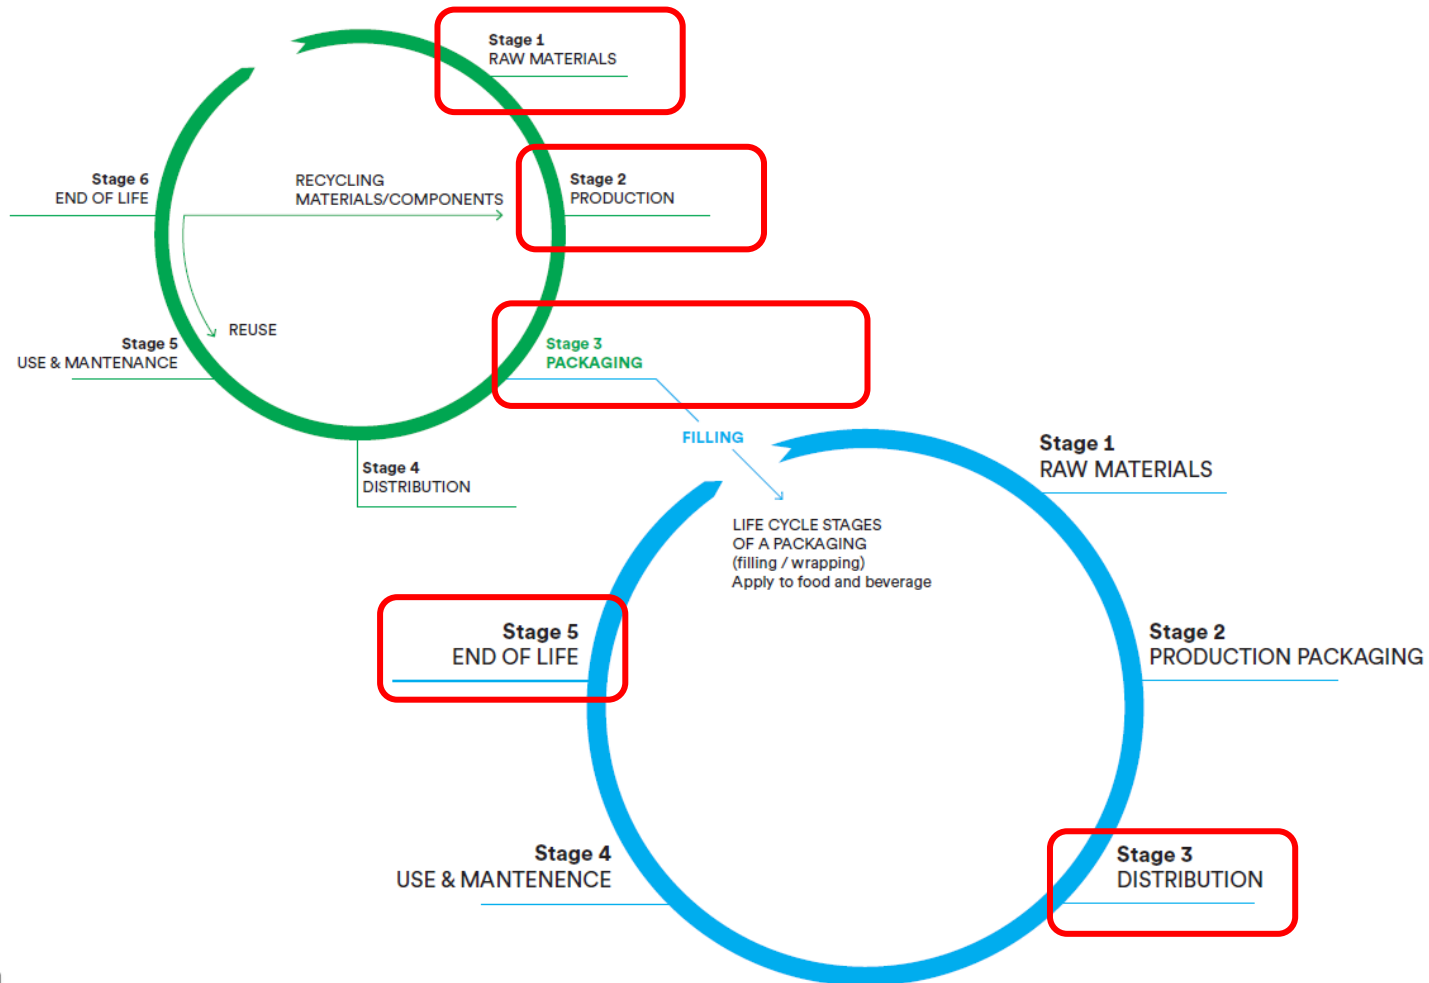 Stage 1
RAW MATERIALS
Stage 6
END OF LIFE
RECYCLING
MATERIALS/COMPONENTS
Stage 2
PRODUCTION
REUSE
Stage 5
USE & MANTENANCE
Stage 3
PACKAGING
Stage 4
DISTRIBUTION
FILLING
Stage 1
RAW MATERIALS
LIFE CYCLE STAGES
OF A PACKAGING
(filling / wrapping)
Apply to food and beverage
Stage 5
END OF LIFE
Stage 2
PRODUCTION PACKAGING
Stage 4
USE & MANTENENCE
Stage 3
DISTRIBUTION